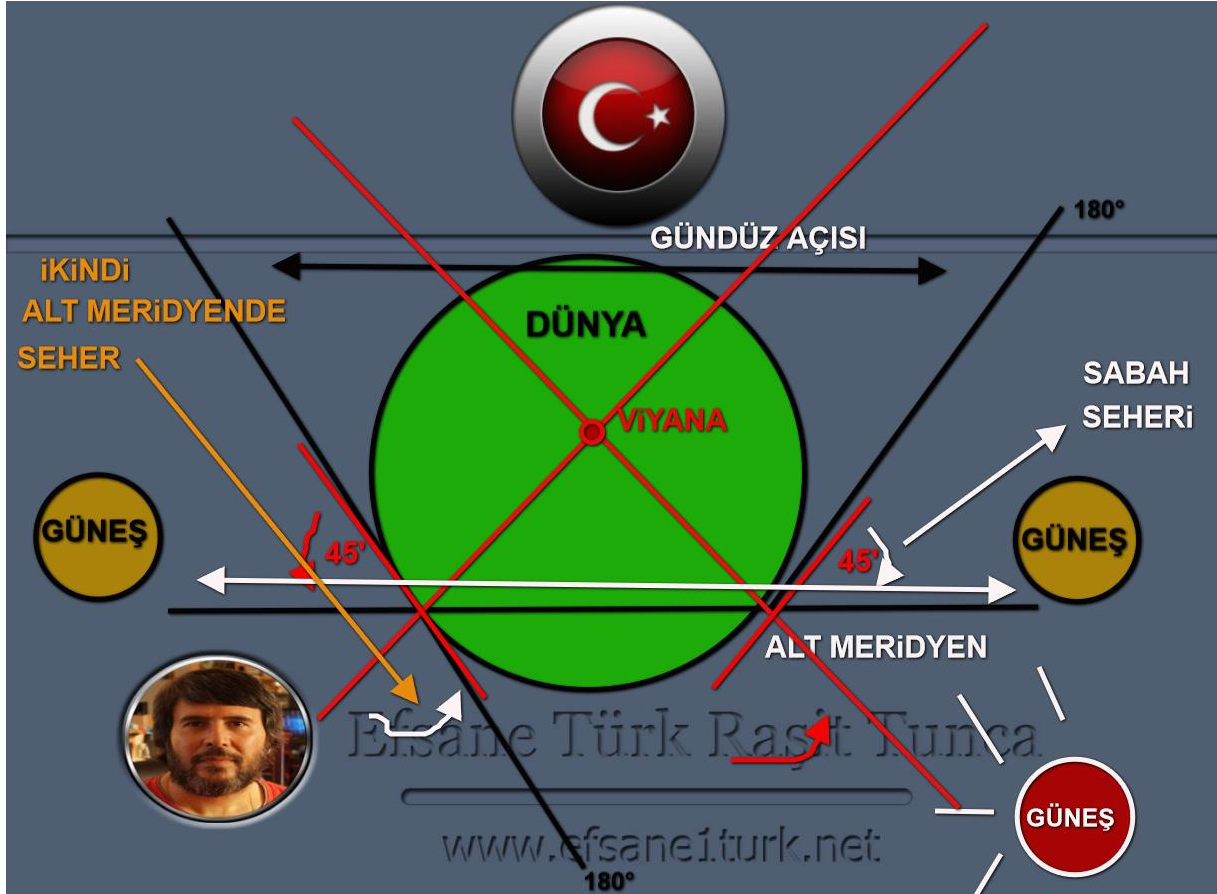 180°
GÜNDÜZ AÇISI
iKiNDi
ALT MERiDYENDE
SEHER
DÜNYA
ViYANA
SABAH
SEHERi
GÜNEŞ
45'
45'
GÜNEŞ
ALT MERiDYEN
Efsane Türk Raşit Tunca
GÜNEŞ
www.efsane1turk.net
180°